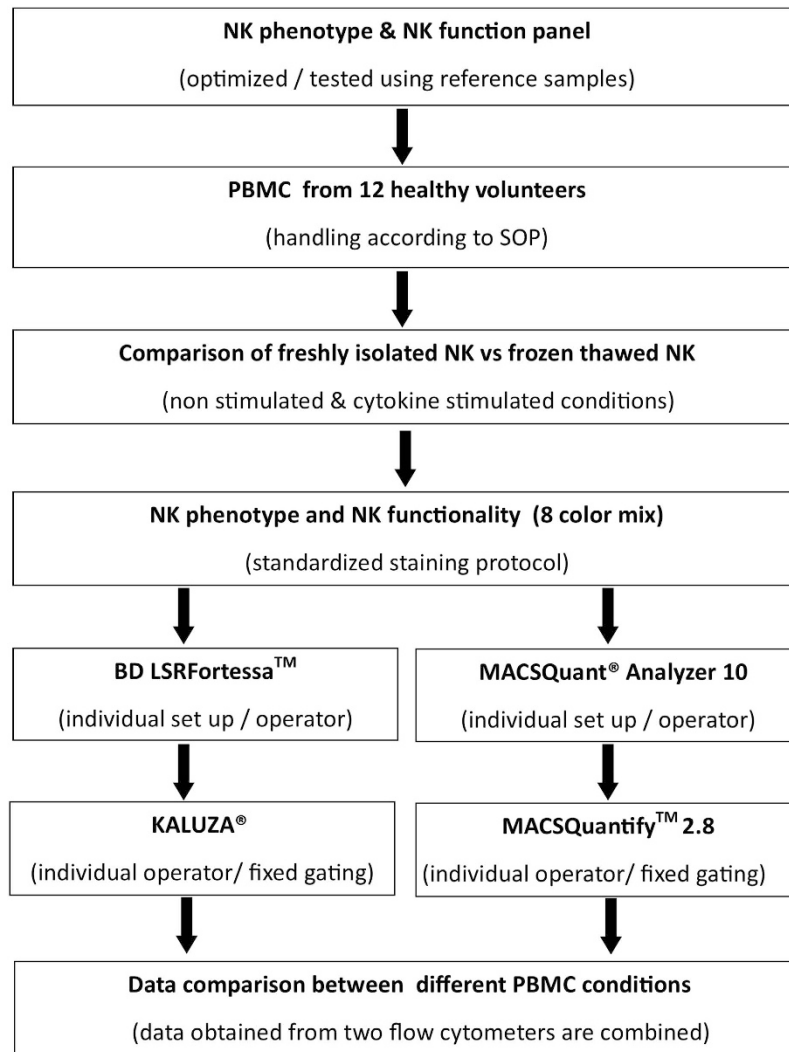 NK phenotype & NK function panel
(optimized / tested using reference samples)
PBMC from 12 healthy volunteers
(handling according to SOP)
Comparison of freshly isolated NK vs frozen thawed NK
(non stimulated & cytokine stimulated conditions)
NK phenotype and NK functionality (8 color mix)
(standardized staining protocol)
BD LSRFortessa™
(individual set up / operator)
MACSQuant® Analyzer 10
(individual set up / operator)
KALUZA®
(individual operator/ fixed gating)
MACSQuantify™ 2.8
(individual operator/ fixed gating)
Data comparison between different PBMC conditions
(data obtained from two flow cytometers are combined)